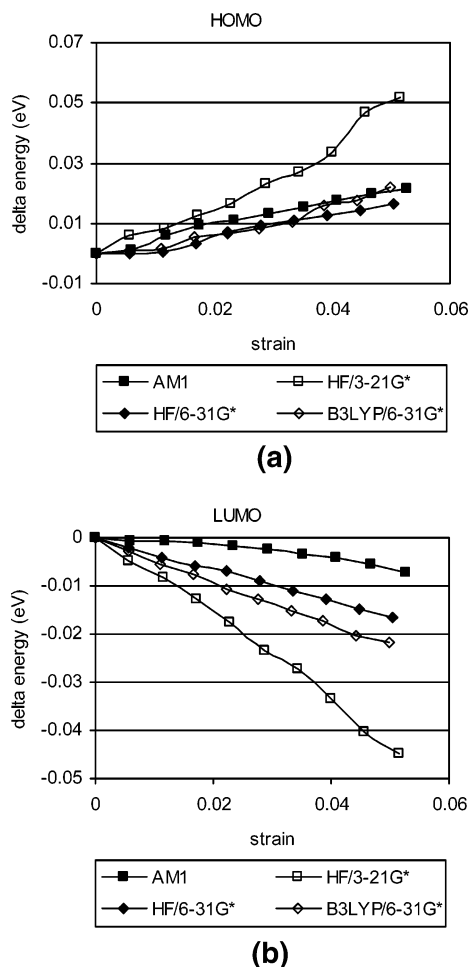 HOMO
0.07
0.05
0.03
0.01
-0.01
delta energy (eV)
0 0.02 0.04 0.06
strain
AM1 HF/3-21G*
HF/6-31G* B3LYP/6-31G*
(a)
LUMO
0
-0.01
-0.02
-0.03
-0.04
-0.05
delta energy (eV)
0 0.02 0.04 0.06
strain
AM1 HF/3-21G*
HF/6-31G* B3LYP/6-31G*
(b)